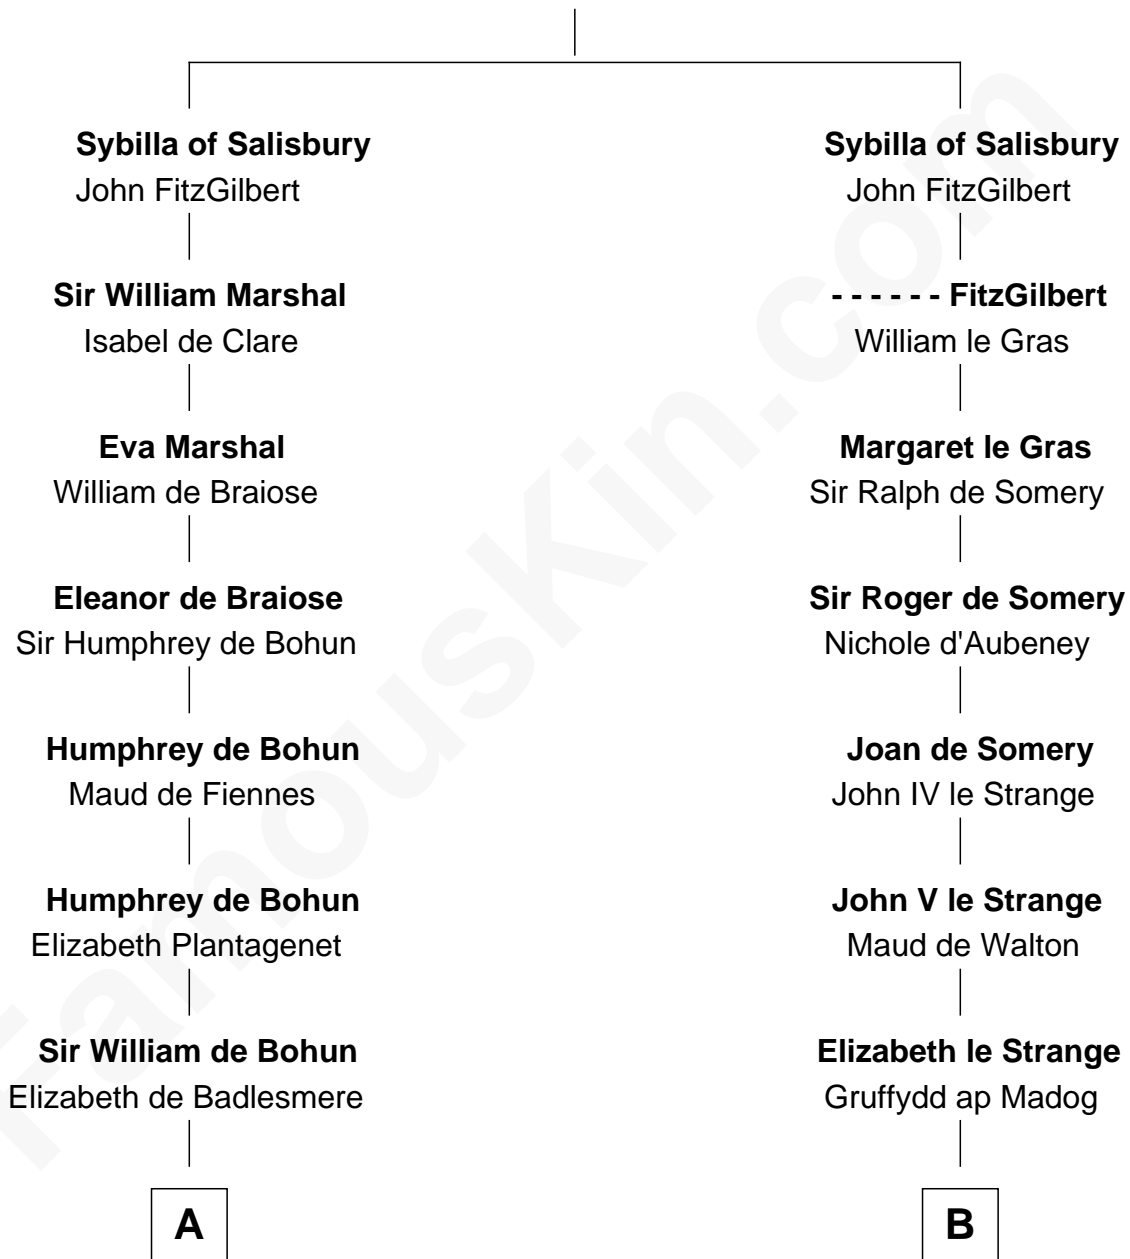 Sybilla of Salisbury
John FitzGilbert
Sir William Marshal
Isabel de Clare
Eva Marshal
William de Braiose
Eleanor de Braiose
Sir Humphrey de Bohun
Humphrey de Bohun
Maud de Fiennes
Humphrey de Bohun
Elizabeth Plantagenet
Sir William de Bohun
Elizabeth de Badlesmere
A
Sybilla of Salisbury
John FitzGilbert
- - - - - - FitzGilbert
William le Gras
Margaret le Gras
Sir Ralph de Somery
Sir Roger de Somery
Nichole d'Aubeney
Joan de Somery
John IV le Strange
John V le Strange
Maud de Walton
Elizabeth le Strange
Gruffydd ap Madog
B
FamousKin.com